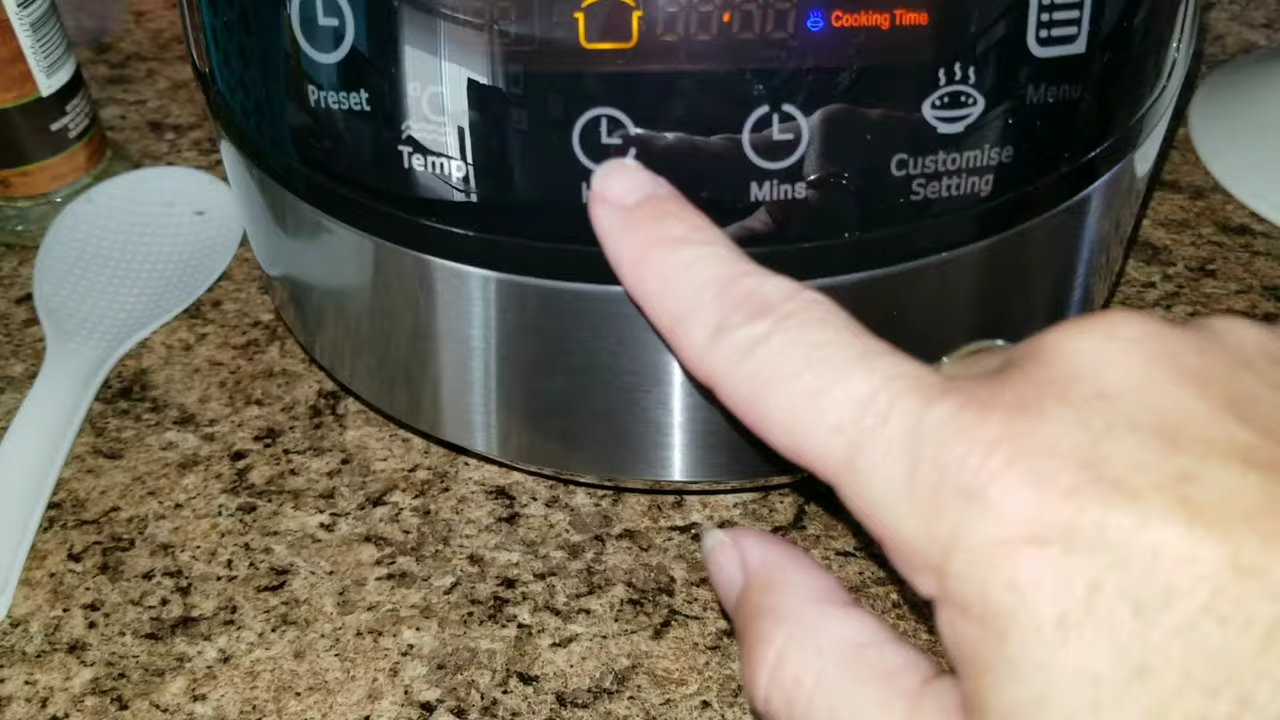 Cooking Time
Preset
°C
Temp
Mins
Customise
Setting
Menu